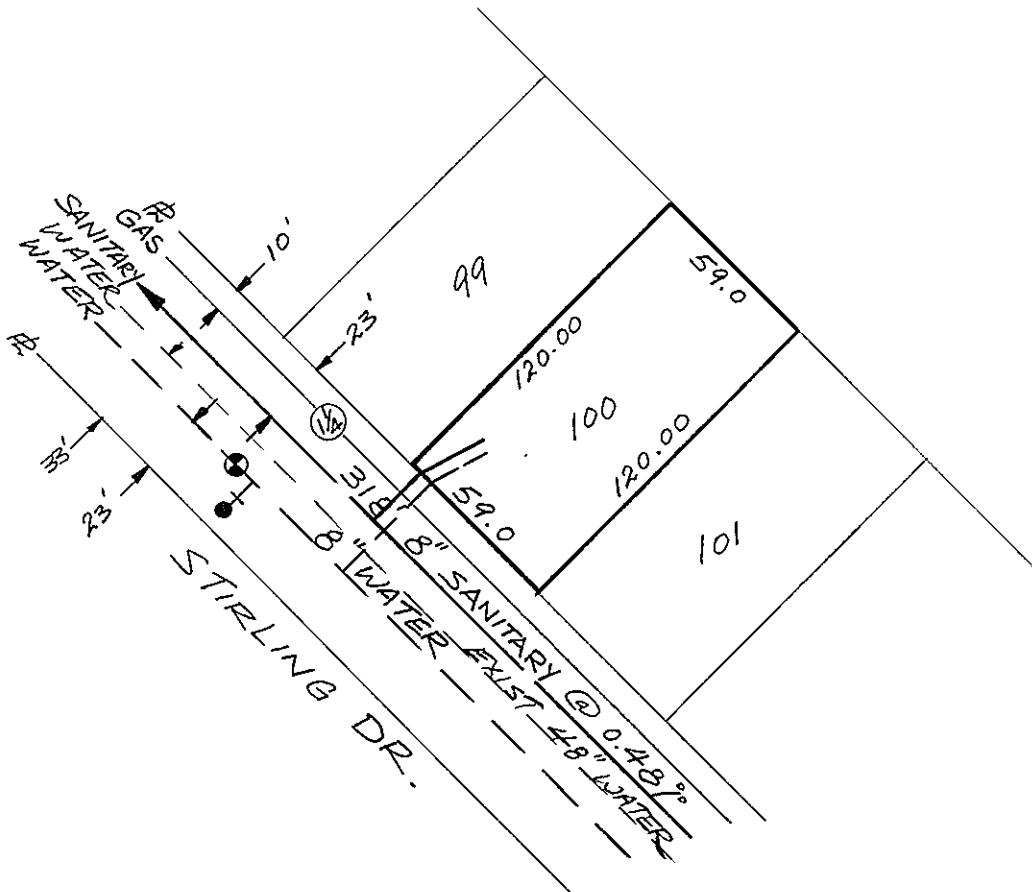 SANITARY
WATER
WATER
℄
GAS
10'
23'
℄
33'
23'
99
59.0
120.00
100
120.00
59.0
101
1¼
318'
8" SANITARY @ 0.48%
8" WATER
EXIST 48" WATER
STIRLING DR.